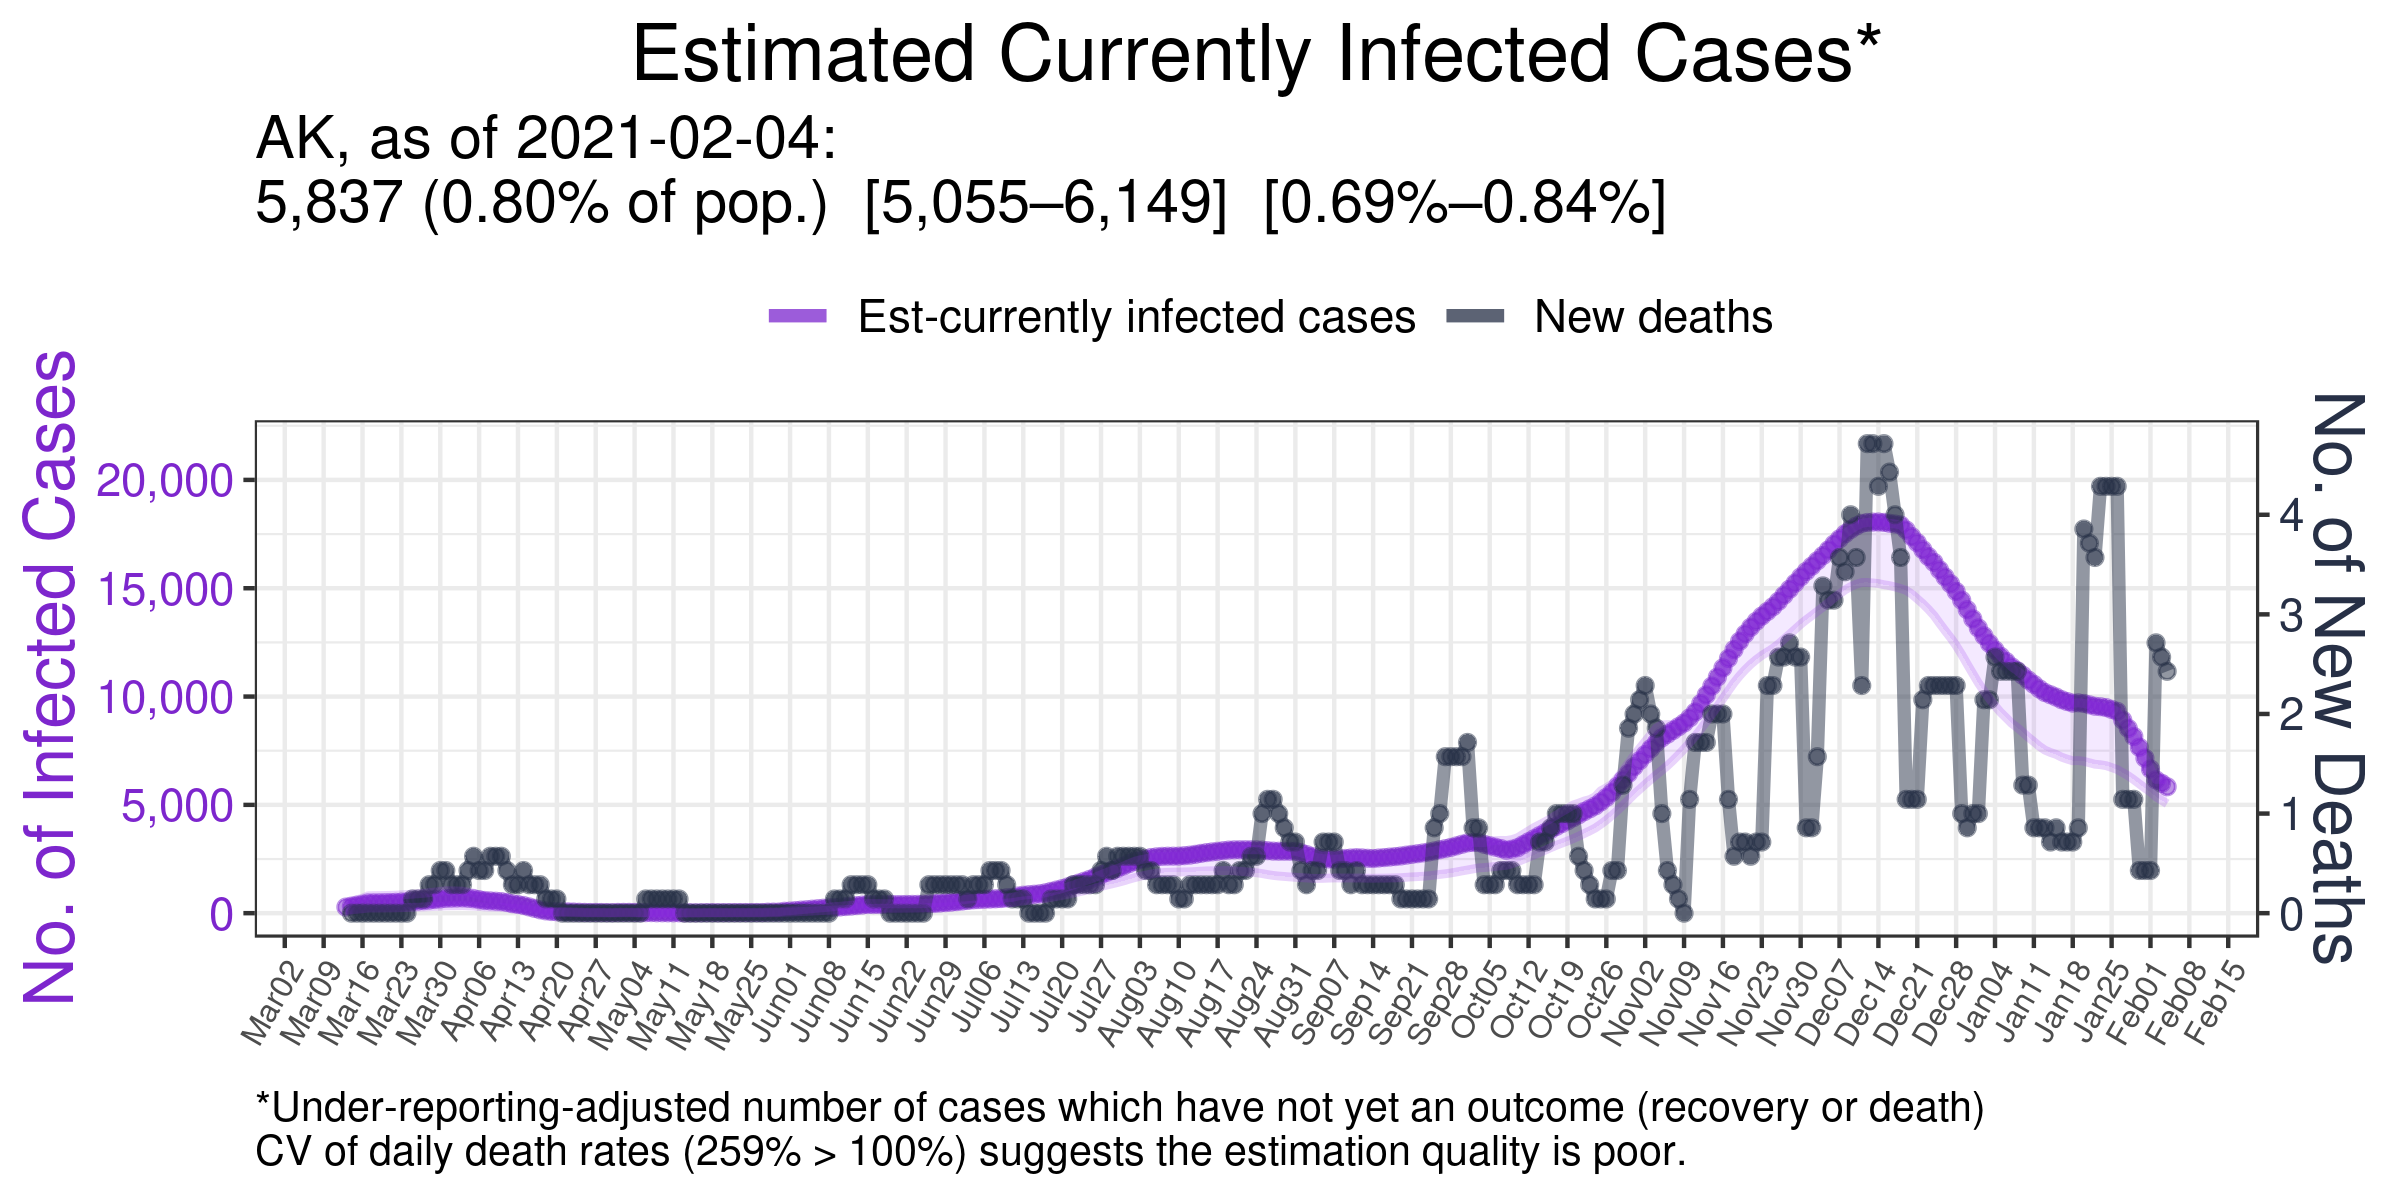 Estimated Currently Infected Cases*
AK, as of 2021-02-04:
5,837 (0.80% of pop.)  [5,055–6,149]  [0.69%–0.84%]
Est-currently infected cases
New deaths
No. of Infected Cases
20,000
15,000
10,000
5,000
0
4
3
2
1
0
No. of New Deaths
Mar02
Mar09
Mar16
Mar23
Mar30
Apr06
Apr13
Apr20
Apr27
May04
May11
May18
May25
Jun01
Jun08
Jun15
Jun22
Jun29
Jul06
Jul13
Jul20
Jul27
Aug03
Aug10
Aug17
Aug24
Aug31
Sep07
Sep14
Sep21
Sep28
Oct05
Oct12
Oct19
Oct26
Nov02
Nov09
Nov16
Nov23
Nov30
Dec07
Dec14
Dec21
Dec28
Jan04
Jan11
Jan18
Jan25
Feb01
Feb08
Feb15
*Under-reporting-adjusted number of cases which have not yet an outcome (recovery or death)
CV of daily death rates (259% > 100%) suggests the estimation quality is poor.